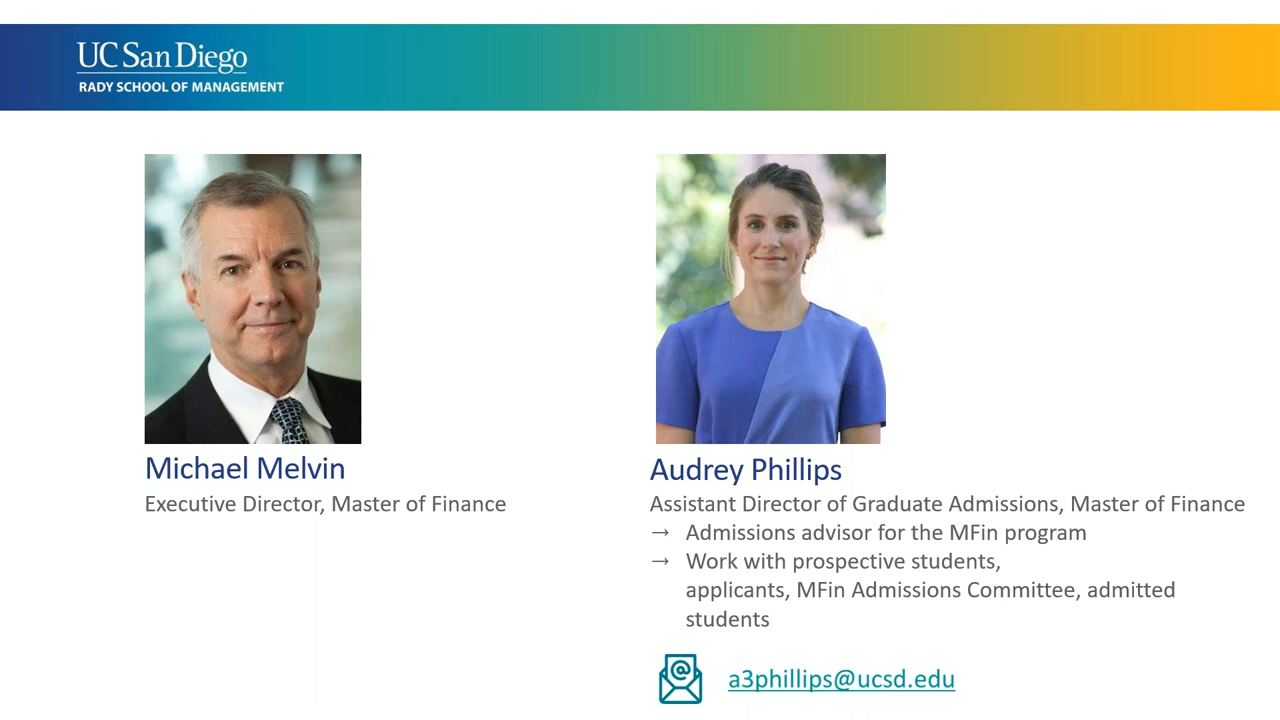 UC San Diego
RADY SCHOOL OF MANAGEMENT
Michael Melvin
Executive Director, Master of Finance
Audrey Phillips
Assistant Director of Graduate Admissions, Master of Finance
→ Admissions advisor for the MFin program
→ Work with prospective students,
applicants, MFin Admissions Committee, admitted
students
@
a3phillips@ucsd.edu